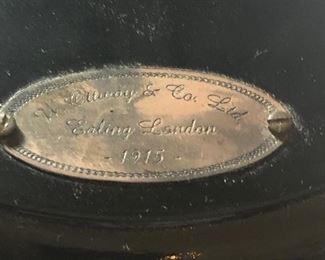 W. Ottway & Co. Ltd.
Ealing London
- 1915 -